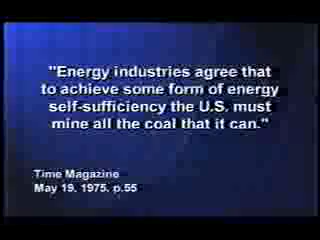 "Energy industries agree that
to achieve some form of energy
self-sufficiency the U.S. must
mine all the coal that it can."
Time Magazine
May 19, 1975, p.55